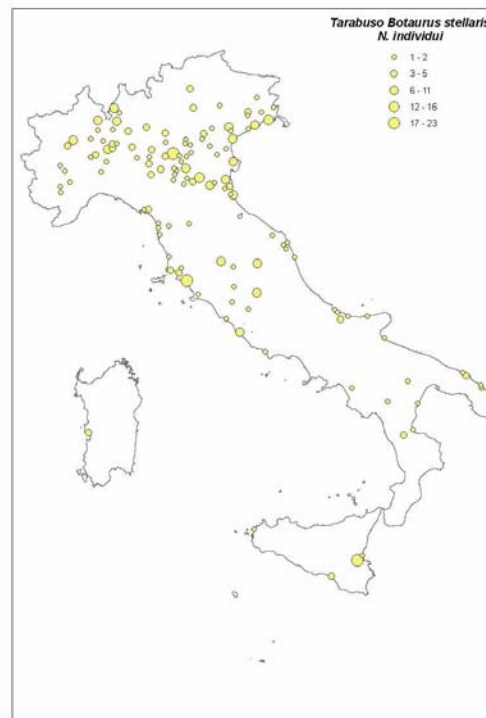 Tarabuso Botaurus stellaris
N. individui
1 - 2
3 - 5
6 - 11
12 - 16
17 - 23